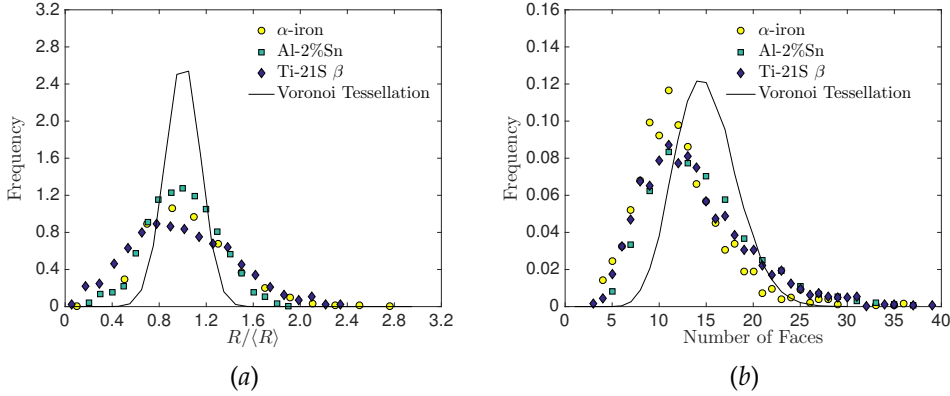 3.2
2.8
2.4
2.0
1.6
1.2
0.8
0.4
0
Frequency
α-iron
Al-2%Sn
Ti-21S β
Voronoi Tessellation
0 0.4 0.8 1.2 1.6 2.0 2.4 2.8 3.2
R/⟨R⟩
(a)
0.16
0.14
0.12
0.10
0.08
0.06
0.04
0.02
0.00
Frequency
α-iron
Al-2%Sn
Ti-21S β
Voronoi Tessellation
0 5 10 15 20 25 30 35 40
Number of Faces
(b)